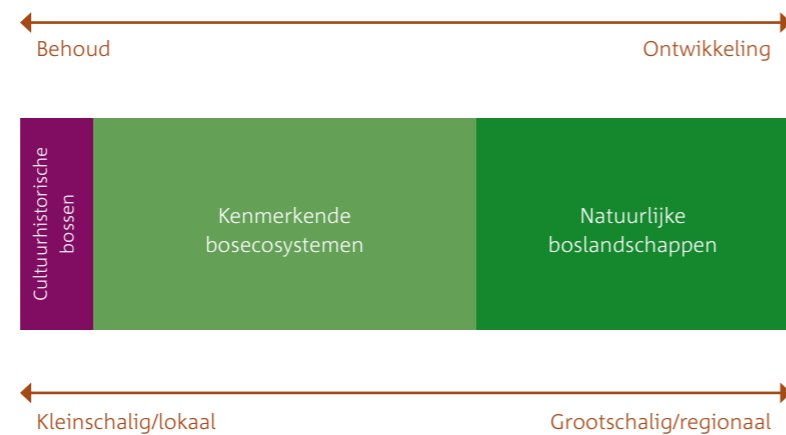 Behoud
Ontwikkeling
Cultuurhistorische
bossen
Kenmerkende
bosecosystemen
Natuurlijke
boslandschappen
Kleinschalig/lokaal
Grootschalig/regionaal